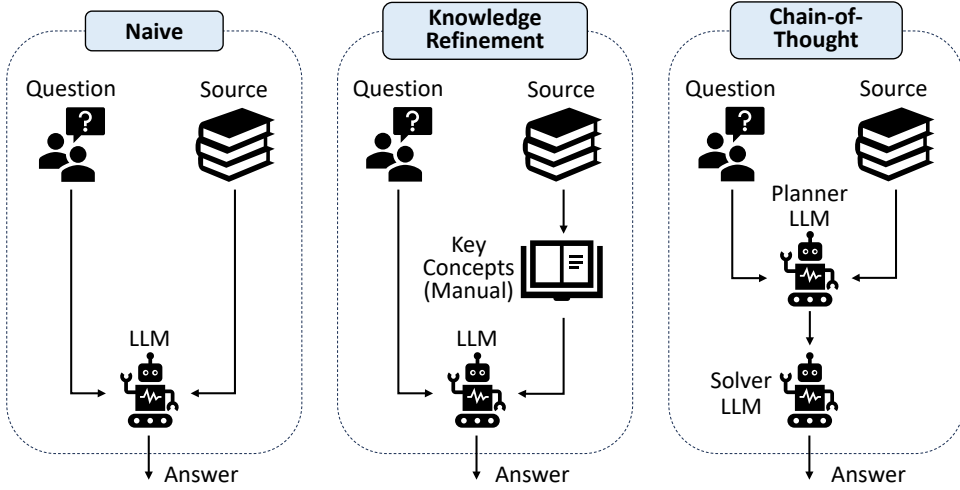 Naive
Question
Source
?
LLM
Answer
Knowledge
Refinement
Question
Source
?
Key
Concepts
(Manual)
LLM
Answer
Chain-of-
Thought
Question
Source
?
Planner
LLM
Solver
LLM
Answer